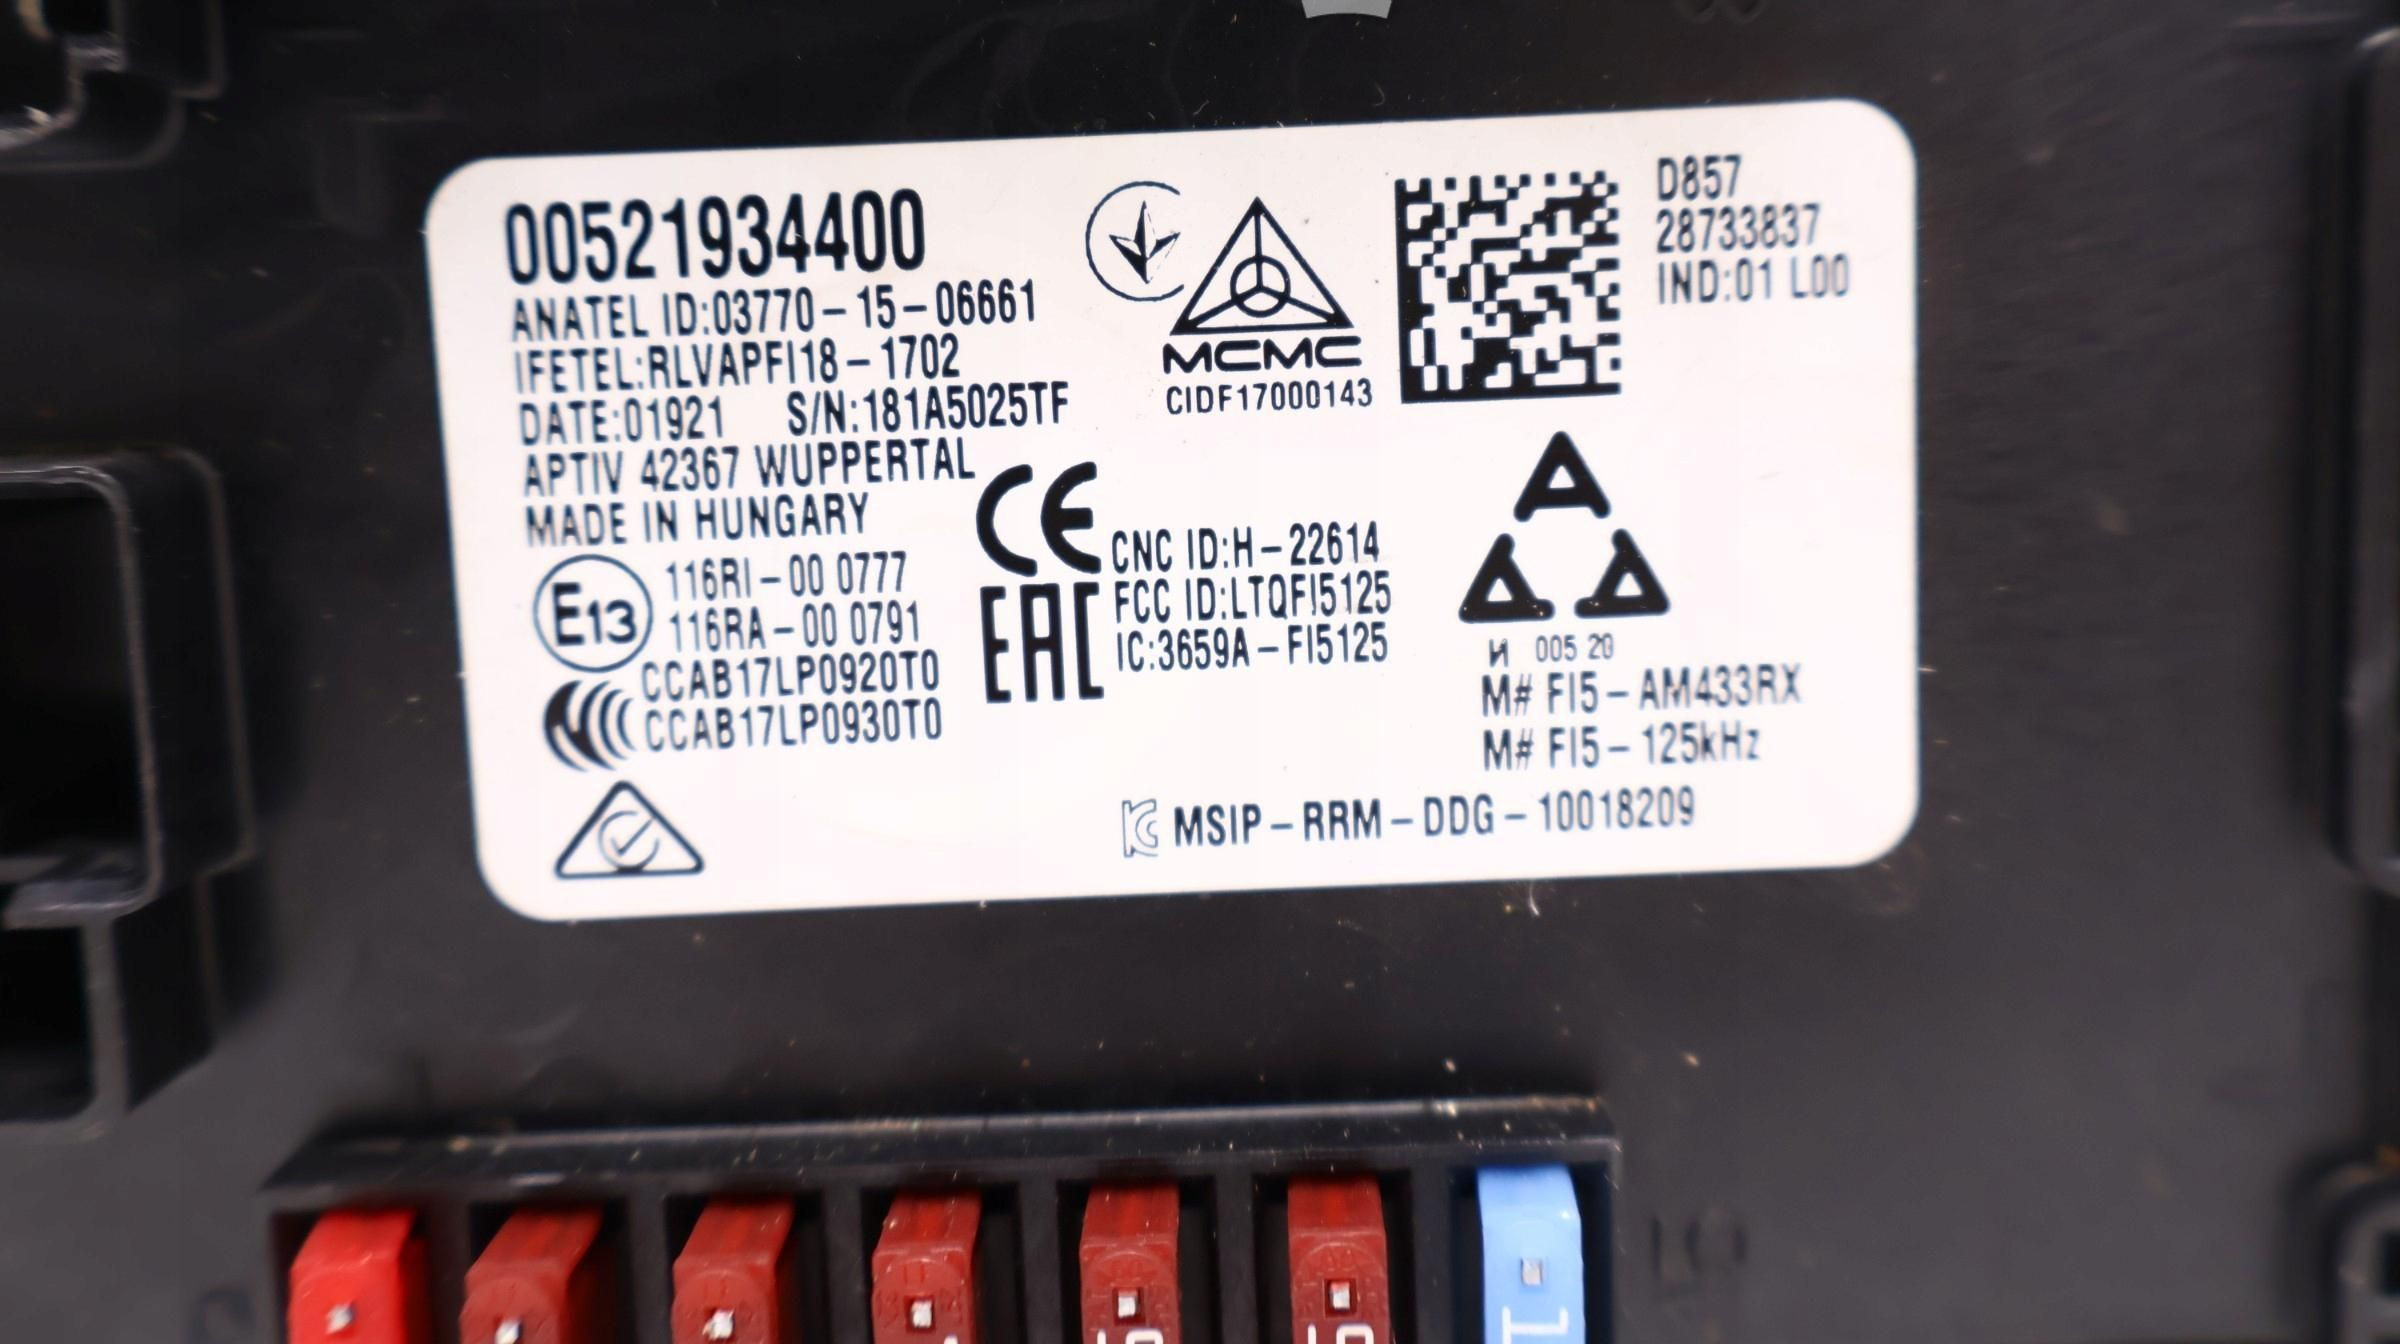 00521934400
ANATEL ID:03770-15-06661
IFETEL:RLVAPFI18-1702
DATE:01921 S/N:181A5025TF
APTIV 42367 WUPPERTAL
MADE IN HUNGARY
E13
116RI-00 0777
116RA-00 0791
CCAB17LP0920T0
CCAB17LP0930T0
MCMC
CIDF17000143
D857
28733837
IND:01 L00
CE
EAC
CNC ID:H-22614
FCC ID:LTQFI5125
IC:3659A-FI5125
005 20
M# FI5-AM433RX
M# FI5-125kHz
MSIP-RRM-DDG-10018209